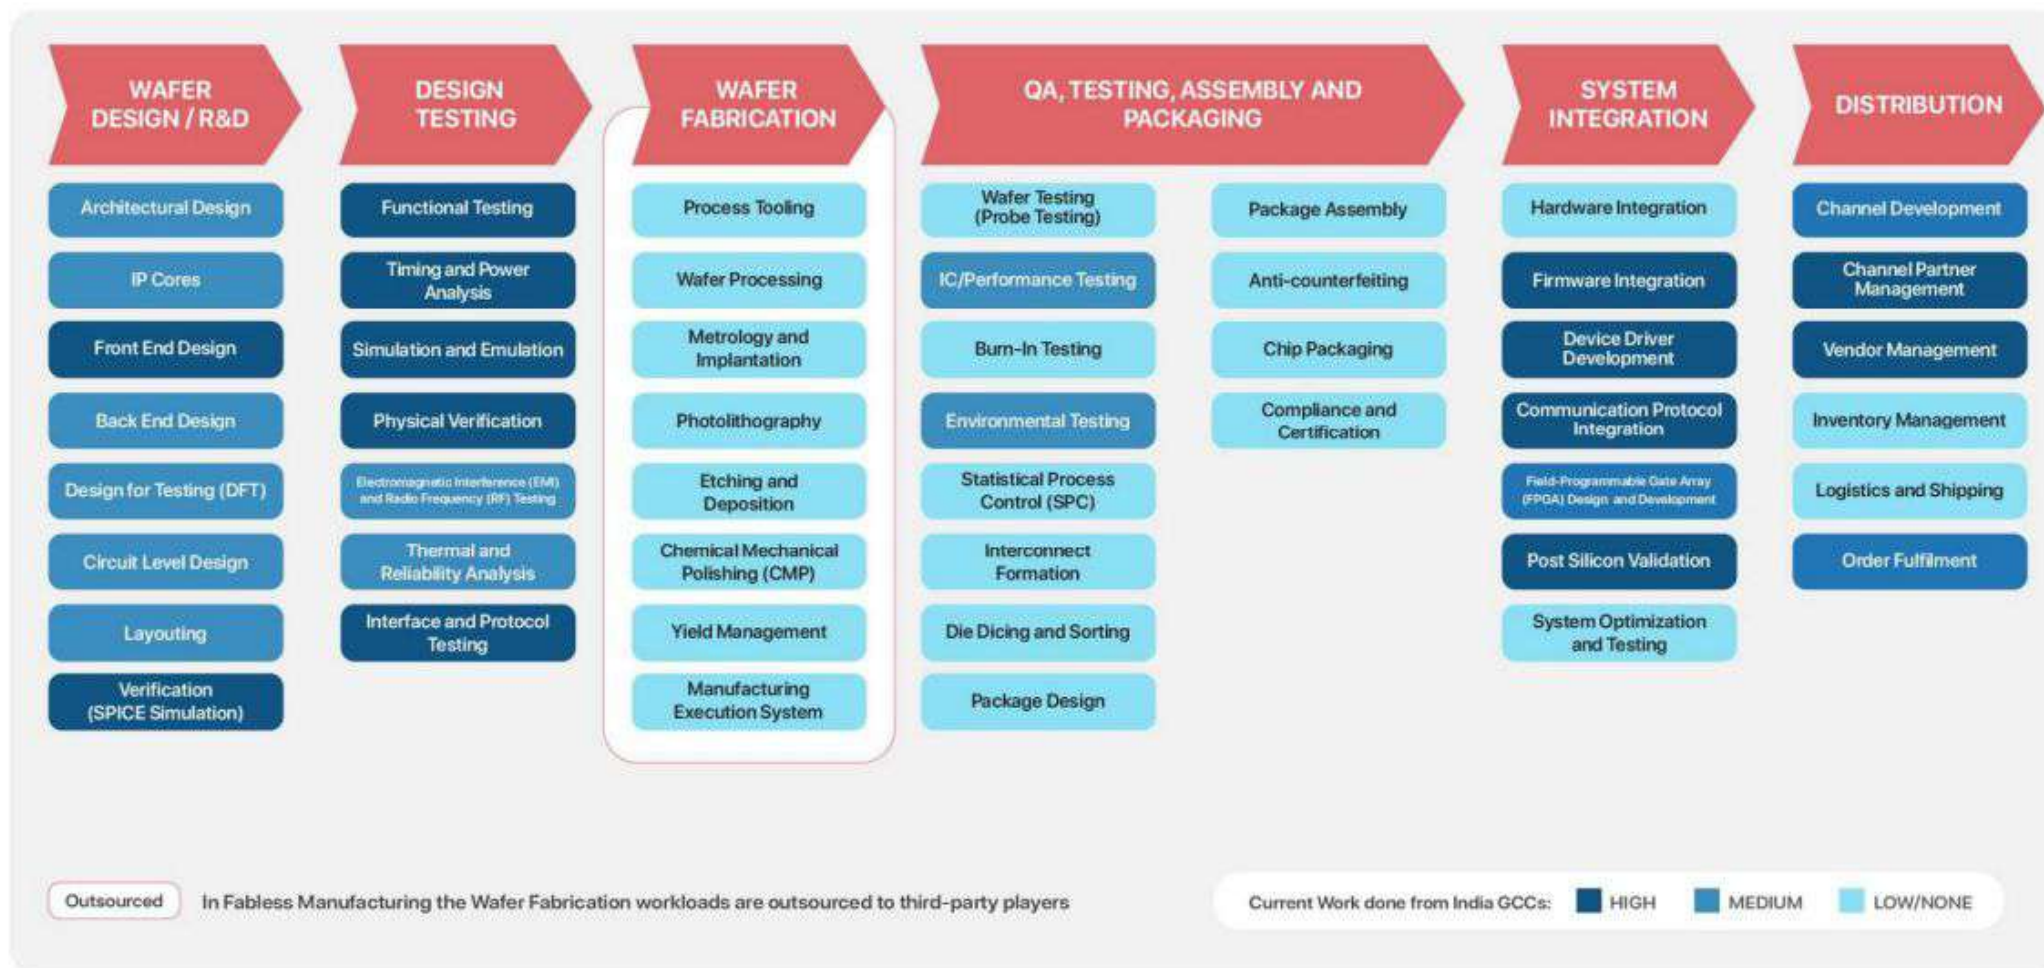 WAFER
DESIGN / R&D
Architectural Design
IP Cores
Front End Design
Back End Design
Design for Testing (DFT)
Circuit Level Design
Layouting
Verification
(SPICE Simulation)
DESIGN
TESTING
Functional Testing
Timing and Power
Analysis
Simulation and Emulation
Physical Verification
Electromagnetic Interference (EMI)
and Radio Frequency (RF) Testing
Thermal and
Reliability Analysis
Interface and Protocol
Testing
WAFER
FABRICATION
Process Tooling
Wafer Processing
Metrology and
Implantation
Photolithography
Etching and
Deposition
Chemical Mechanical
Polishing (CMP)
Yield Management
Manufacturing
Execution System
QA, TESTING, ASSEMBLY AND
PACKAGING
Wafer Testing
(Probe Testing)
IC/Performance Testing
Burn-In Testing
Environmental Testing
Statistical Process
Control (SPC)
Interconnect
Formation
Die Dicing and Sorting
Package Design
Package Assembly
Anti-counterfeiting
Chip Packaging
Compliance and
Certification
SYSTEM
INTEGRATION
Hardware Integration
Firmware Integration
Device Driver
Development
Communication Protocol
Integration
Field-Programmable Gate Array
(FPGA) Design and Development
Post Silicon Validation
System Optimization
and Testing
DISTRIBUTION
Channel Development
Channel Partner
Management
Vendor Management
Inventory Management
Logistics and Shipping
Order Fulfilment
Outsourced
In Fabless Manufacturing the Wafer Fabrication workloads are outsourced to third-party players
Current Work done from India GCCs:
HIGH
MEDIUM
LOW/NONE